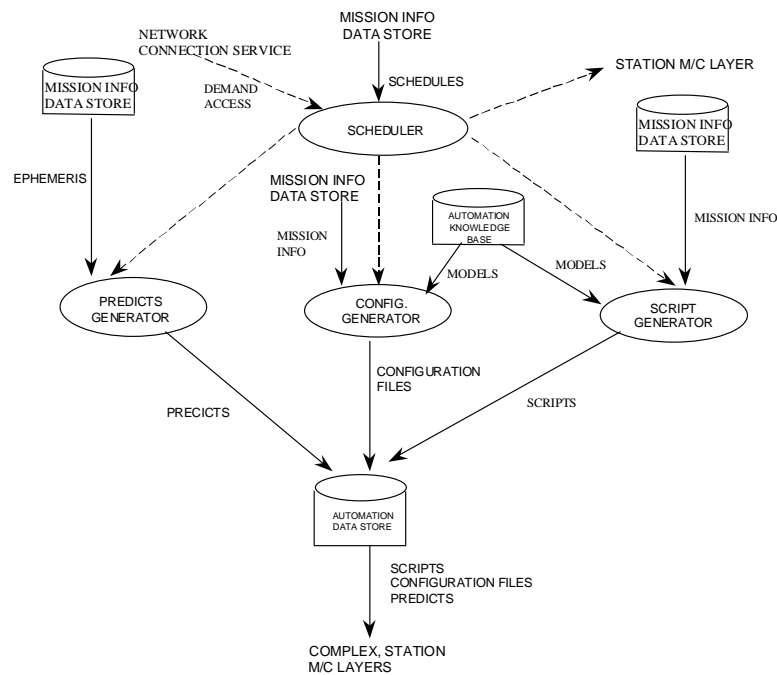 MISSION INFO
DATA STORE
NETWORK
CONNECTION SERVICE
STATION M/C LAYER
SCHEDULES
DEMAND
ACCESS
MISSION INFO
DATA STORE
SCHEDULER
MISSION INFO
DATA STORE
EPHEMERIS
MISSION INFO
DATA STORE
AUTOMATION
KNOWLEDGE
BASE
MISSION INFO
MISSION
INFO
MODELS
MODELS
PREDICTS
GENERATOR
CONFIG.
GENERATOR
SCRIPT
GENERATOR
CONFIGURATION
FILES
PRECICTS
SCRIPTS
AUTOMATION
DATA STORE
SCRIPTS
CONFIGURATION FILES
PREDICTS
COMPLEX, STATION
M/C LAYERS